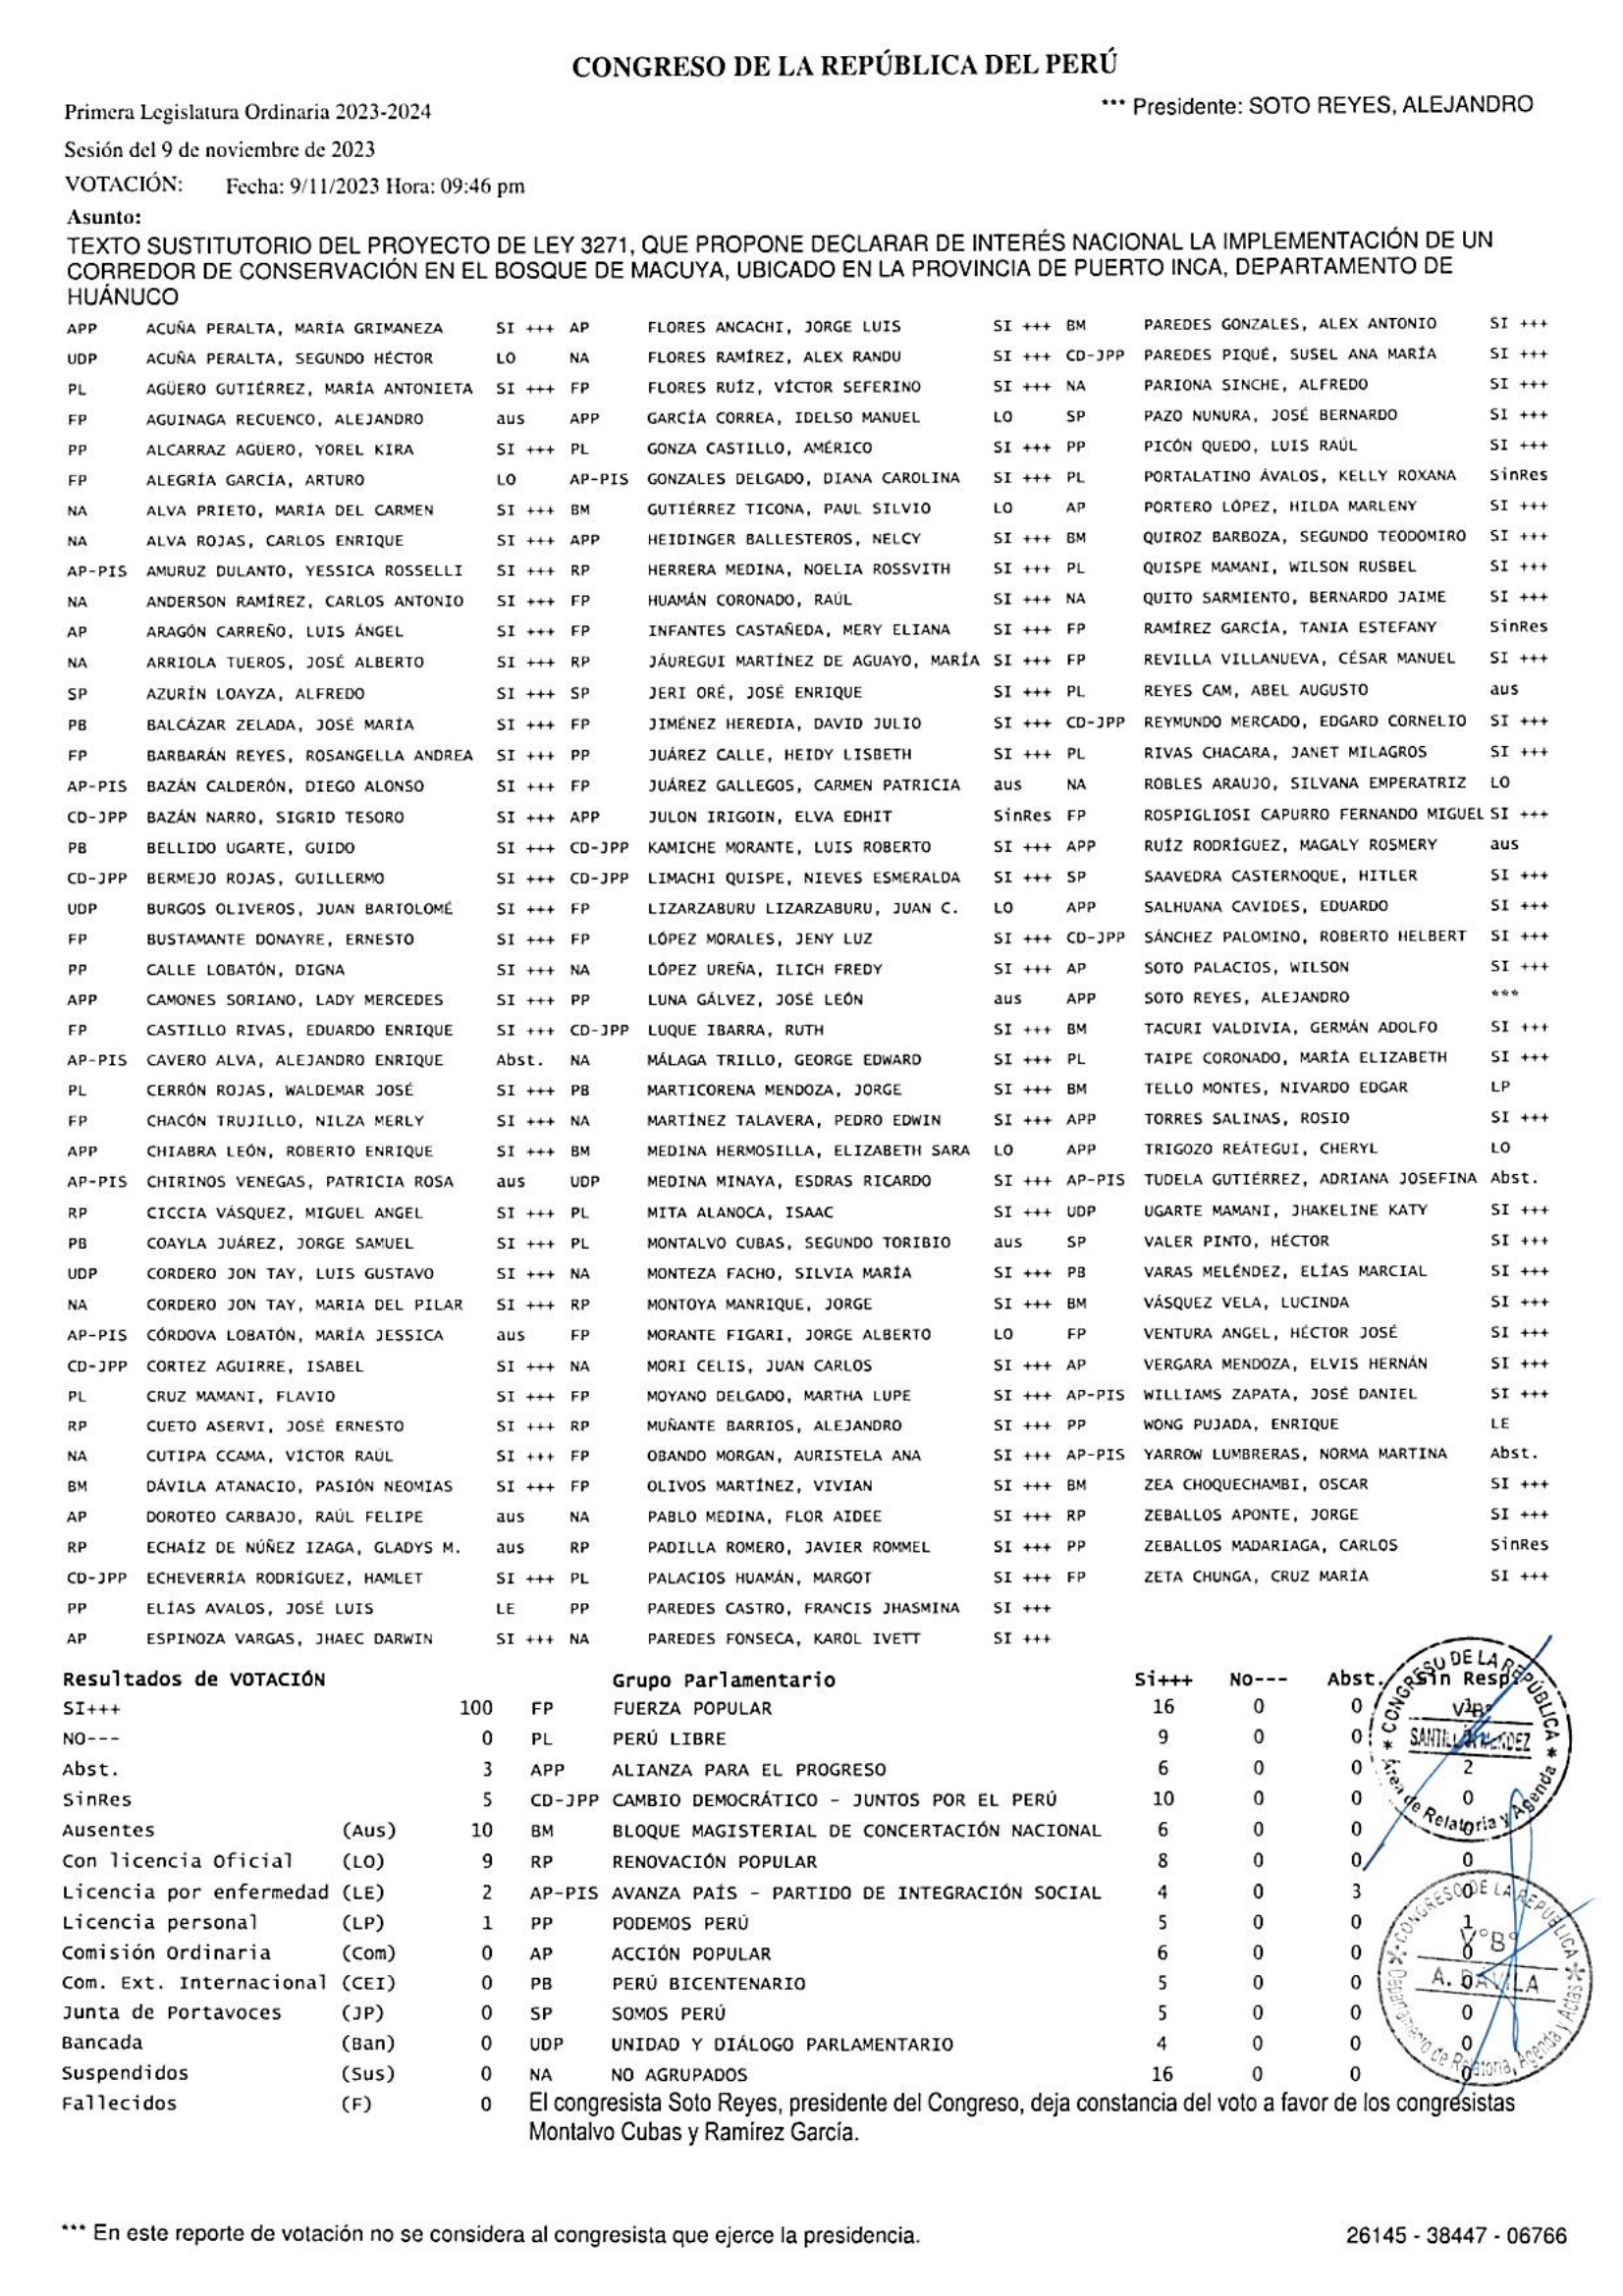 CONGRESO DE LA REPÚBLICA DEL PERÚ
Primera Legislatura Ordinaria 2023-2024 *** Presidente: SOTO REYES, ALEJANDRO
Sesión del 9 de noviembre de 2023
VOTACIÓN: Fecha: 9/11/2023 Hora: 09:46 pm
Asunto:
TEXTO SUSTITUTORIO DEL PROYECTO DE LEY 3271, QUE PROPONE DECLARAR DE INTERÉS NACIONAL LA IMPLEMENTACIÓN DE UN
CORREDOR DE CONSERVACIÓN EN EL BOSQUE DE MACUYA, UBICADO EN LA PROVINCIA DE PUERTO INCA, DEPARTAMENTO DE
HUÁNUCO
APP ACUÑA PERALTA, MARÍA GRIMANEZA SI +++ AP FLORES ANCACHI, JORGE LUIS SI +++ BM PAREDES GONZALES, ALEX ANTONIO SI +++
UDP ACUÑA PERALTA, SEGUNDO HÉCTOR LO NA FLORES RAMÍREZ, ALEX RANDU SI +++ CD-JPP PAREDES PIQUÉ, SUSEL ANA MARÍA SI +++
PL AGÜERO GUTIÉRREZ, MARÍA ANTONIETA SI +++ FP FLORES RUÍZ, VÍCTOR SEFERINO SI +++ NA PARIONA SINCHE, ALFREDO SI +++
FP AGUINAGA RECUENCO, ALEJANDRO aus APP GARCÍA CORREA, IDELSO MANUEL LO SP PAZO NUNURA, JOSÉ BERNARDO SI +++
PP ALCARRAZ AGÜERO, YOREL KIRA SI +++ PL GONZA CASTILLO, AMÉRICO SI +++ PP PICÓN QUEDO, LUIS RAÚL SI +++
FP ALEGRÍA GARCÍA, ARTURO LO AP-PIS GONZALES DELGADO, DIANA CAROLINA SI +++ PL PORTALATINO ÁVALOS, KELLY ROXANA SinRes
NA ALVA PRIETO, MARÍA DEL CARMEN SI +++ BM GUTIÉRREZ TICONA, PAUL SILVIO LO AP PORTERO LÓPEZ, HILDA MARLENY SI +++
NA ALVA ROJAS, CARLOS ENRIQUE SI +++ APP HEIDINGER BALLESTEROS, NELCY SI +++ BM QUIROZ BARBOZA, SEGUNDO TEODOMIRO SI +++
AP-PIS AMURUZ DULANTO, YESSICA ROSSELLI SI +++ RP HERRERA MEDINA, NOELIA ROSSVITH SI +++ PL QUISPE MAMANI, WILSON RUSBEL SI +++
NA ANDERSON RAMÍREZ, CARLOS ANTONIO SI +++ FP HUAMÁN CORONADO, RAÚL SI +++ NA QUITO SARMIENTO, BERNARDO JAIME SI +++
AP ARAGÓN CARREÑO, LUIS ÁNGEL SI +++ FP INFANTES CASTAÑEDA, MERY ELIANA SI +++ FP RAMÍREZ GARCÍA, TANIA ESTEFANY SinRes
NA ARRIOLA TUEROS, JOSÉ ALBERTO SI +++ RP JÁUREGUI MARTÍNEZ DE AGUAYO, MARÍA SI +++ FP REVILLA VILLANUEVA, CÉSAR MANUEL SI +++
SP AZURÍN LOAYZA, ALFREDO SI +++ SP JERI ORÉ, JOSÉ ENRIQUE SI +++ PL REYES CAM, ABEL AUGUSTO aus
PB BALCÁZAR ZELADA, JOSÉ MARÍA SI +++ FP JIMÉNEZ HEREDIA, DAVID JULIO SI +++ CD-JPP REYMUNDO MERCADO, EDGARD CORNELIO SI +++
FP BARBARÁN REYES, ROSANGELLA ANDREA SI +++ PP JUÁREZ CALLE, HEIDY LISBETH SI +++ PL RIVAS CHACARA, JANET MILAGROS SI +++
AP-PIS BAZÁN CALDERÓN, DIEGO ALONSO SI +++ FP JUÁREZ GALLEGOS, CARMEN PATRICIA aus NA ROBLES ARAUJO, SILVANA EMPERATRIZ LO
CD-JPP BAZÁN NARRO, SIGRID TESORO SI +++ APP JULON IRIGOIN, ELVA EDHIT SinRes FP ROSPIGLIOSI CAPURRO FERNANDO MIGUEL SI +++
PB BELLIDO UGARTE, GUIDO SI +++ CD-JPP KAMICHE MORANTE, LUIS ROBERTO SI +++ APP RUÍZ RODRÍGUEZ, MAGALY ROSMERY aus
CD-JPP BERMEJO ROJAS, GUILLERMO SI +++ CD-JPP LIMACHI QUISPE, NIEVES ESMERALDA SI +++ SP SAAVEDRA CASTERNOQUE, HITLER SI +++
UDP BURGOS OLIVEROS, JUAN BARTOLOMÉ SI +++ FP LIZARZABURU LIZARZABURU, JUAN C. LO APP SALHUANA CAVIDES, EDUARDO SI +++
FP BUSTAMANTE DONAYRE, ERNESTO SI +++ FP LÓPEZ MORALES, JENY LUZ SI +++ CD-JPP SÁNCHEZ PALOMINO, ROBERTO HELBERT SI +++
PP CALLE LOBATÓN, DIGNA SI +++ NA LÓPEZ UREÑA, ILICH FREDY SI +++ AP SOTO PALACIOS, WILSON SI +++
APP CAMONES SORIANO, LADY MERCEDES SI +++ PP LUNA GÁLVEZ, JOSÉ LEÓN aus APP SOTO REYES, ALEJANDRO ***
FP CASTILLO RIVAS, EDUARDO ENRIQUE SI +++ CD-JPP LUQUE IBARRA, RUTH SI +++ BM TACURI VALDIVIA, GERMÁN ADOLFO SI +++
AP-PIS CAVERO ALVA, ALEJANDRO ENRIQUE Abst. NA MÁLAGA TRILLO, GEORGE EDWARD SI +++ PL TAIPE CORONADO, MARÍA ELIZABETH SI +++
PL CERRÓN ROJAS, WALDEMAR JOSÉ SI +++ PB MARTICORENA MENDOZA, JORGE SI +++ BM TELLO MONTES, NIVARDO EDGAR LP
FP CHACÓN TRUJILLO, NILZA MERLY SI +++ NA MARTÍNEZ TALAVERA, PEDRO EDWIN SI +++ APP TORRES SALINAS, ROSIO SI +++
APP CHIABRA LEÓN, ROBERTO ENRIQUE SI +++ BM MEDINA HERMOSILLA, ELIZABETH SARA LO APP TRIGOZO REÁTEGUI, CHERYL LO
AP-PIS CHIRINOS VENEGAS, PATRICIA ROSA aus UDP MEDINA MINAYA, ESDRAS RICARDO SI +++ AP-PIS TUDELA GUTIÉRREZ, ADRIANA JOSEFINA Abst.
RP CICCIA VÁSQUEZ, MIGUEL ANGEL SI +++ PL MITA ALANOCA, ISAAC SI +++ UDP UGARTE MAMANI, JHAKELINE KATY SI +++
PB COAYLA JUÁREZ, JORGE SAMUEL SI +++ PL MONTALVO CUBAS, SEGUNDO TORIBIO aus SP VALER PINTO, HÉCTOR SI +++
UDP CORDERO JON TAY, LUIS GUSTAVO SI +++ NA MONTEZA FACHO, SILVIA MARÍA SI +++ PB VARAS MELÉNDEZ, ELÍAS MARCIAL SI +++
NA CORDERO JON TAY, MARIA DEL PILAR SI +++ RP MONTOYA MANRIQUE, JORGE SI +++ BM VÁSQUEZ VELA, LUCINDA SI +++
AP-PIS CÓRDOVA LOBATÓN, MARÍA JESSICA aus FP MORANTE FIGARI, JORGE ALBERTO LO FP VENTURA ANGEL, HÉCTOR JOSÉ SI +++
CD-JPP CORTEZ AGUIRRE, ISABEL SI +++ NA MORI CELIS, JUAN CARLOS SI +++ AP VERGARA MENDOZA, ELVIS HERNÁN SI +++
PL CRUZ MAMANI, FLAVIO SI +++ FP MOYANO DELGADO, MARTHA LUPE SI +++ AP-PIS WILLIAMS ZAPATA, JOSÉ DANIEL SI +++
RP CUETO ASERVI, JOSÉ ERNESTO SI +++ RP MUÑANTE BARRIOS, ALEJANDRO SI +++ PP WONG PUJADA, ENRIQUE LE
NA CUTIPA CCAMA, VÍCTOR RAÚL SI +++ FP OBANDO MORGAN, AURISTELA ANA SI +++ AP-PIS YARROW LUMBRERAS, NORMA MARTINA Abst.
BM DÁVILA ATANACIO, PASIÓN NEOMIAS SI +++ FP OLIVOS MARTÍNEZ, VIVIAN SI +++ BM ZEA CHOQUECHAMBI, OSCAR SI +++
AP DOROTEO CARBAJO, RAÚL FELIPE aus NA PABLO MEDINA, FLOR AIDEE SI +++ RP ZEBALLOS APONTE, JORGE SI +++
RP ECHAÍZ DE NÚÑEZ IZAGA, GLADYS M. aus RP PADILLA ROMERO, JAVIER ROMMEL SI +++ PP ZEBALLOS MADARIAGA, CARLOS SinRes
CD-JPP ECHEVERRÍA RODRÍGUEZ, HAMLET SI +++ PL PALACIOS HUAMÁN, MARGOT SI +++ FP ZETA CHUNGA, CRUZ MARÍA SI +++
PP ELÍAS AVALOS, JOSÉ LUIS LE PP PAREDES CASTRO, FRANCIS JHASMINA SI +++
AP ESPINOZA VARGAS, JHAEC DARWIN SI +++ NA PAREDES FONSECA, KAROL IVETT SI +++
Resultados de VOTACIÓN Grupo Parlamentario Si+++ No--- Abst. Sin Resp.
SI+++ 100 FP FUERZA POPULAR 16 0 0 1
NO--- 0 PL PERÚ LIBRE 9 0 0
Abst. 3 APP ALIANZA PARA EL PROGRESO 6 0 0 2
SinRes 5 CD-JPP CAMBIO DEMOCRÁTICO - JUNTOS POR EL PERÚ 10 0 0 0
Ausentes (Aus) 10 BM BLOQUE MAGISTERIAL DE CONCERTACIÓN NACIONAL 6 0 0 0
Con licencia Oficial (LO) 9 RP RENOVACIÓN POPULAR 8 0 0 0
Licencia por enfermedad (LE) 2 AP-PIS AVANZA PAÍS - PARTIDO DE INTEGRACIÓN SOCIAL 4 0 3 0
Licencia personal (LP) 1 PP PODEMOS PERÚ 5 0 0 1
Comisión Ordinaria (Com) 0 AP ACCIÓN POPULAR 6 0 0 0
Com. Ext. Internacional (CEI) 0 PB PERÚ BICENTENARIO 5 0 0 0
Junta de Portavoces (JP) 0 SP SOMOS PERÚ 5 0 0 0
Bancada (Ban) 0 UDP UNIDAD Y DIÁLOGO PARLAMENTARIO 4 0 0 0
Suspendidos (Sus) 0 NA NO AGRUPADOS 16 0 0 0
Fallecidos (F) 0 El congresista Soto Reyes, presidente del Congreso, deja constancia del voto a favor de los congresistas
Montalvo Cubas y Ramírez García.
CONGRESO DE LA REPÚBLICA
V°B°
Área de Relatoría y Agenda
CONGRESO DE LA REPÚBLICA
V°B°
A. DAVILA
Departamento de Relatoría, Agenda y Actas
*** En este reporte de votación no se considera al congresista que ejerce la presidencia. 26145 - 38447 - 06766